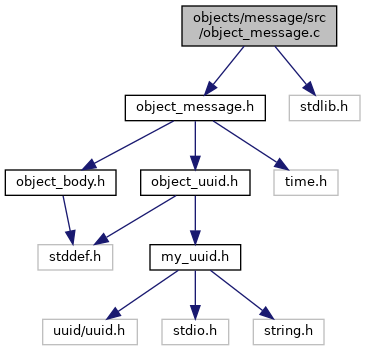 objects/message/src
/object_message.c
object_message.h
stdlib.h
object_body.h
object_uuid.h
time.h
stddef.h
my_uuid.h
uuid/uuid.h
stdio.h
string.h